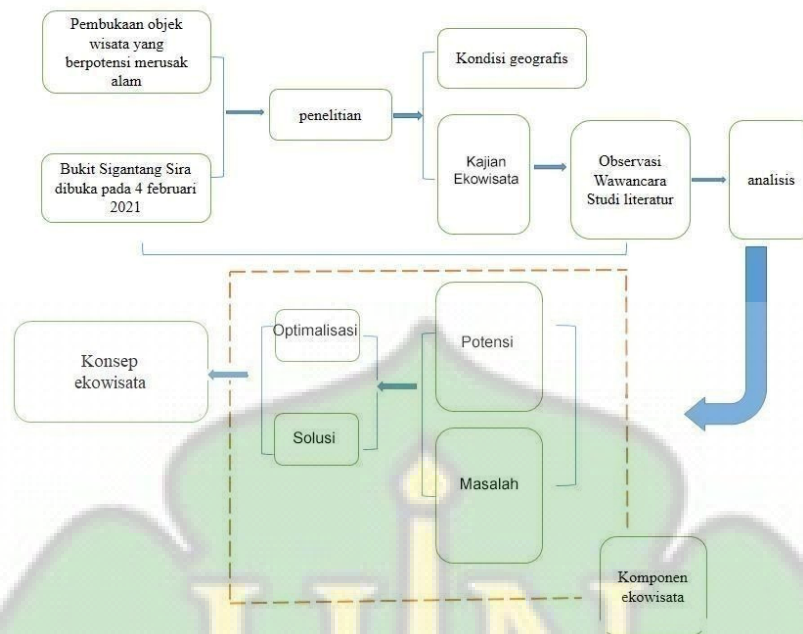 Pembukaan objek
wisata yang
berpotensi merusak
alam
Bukit Sigantang Sira
dibuka pada 4 februari
2021
penelitian
Kondisi geografis
Kajian
Ekowisata
Observasi
Wawancara
Studi literatur
analisis
Potensi
Masalah
Optimalisasi
Solusi
Konsep
ekowisata
Komponen
ekowisata
UIN